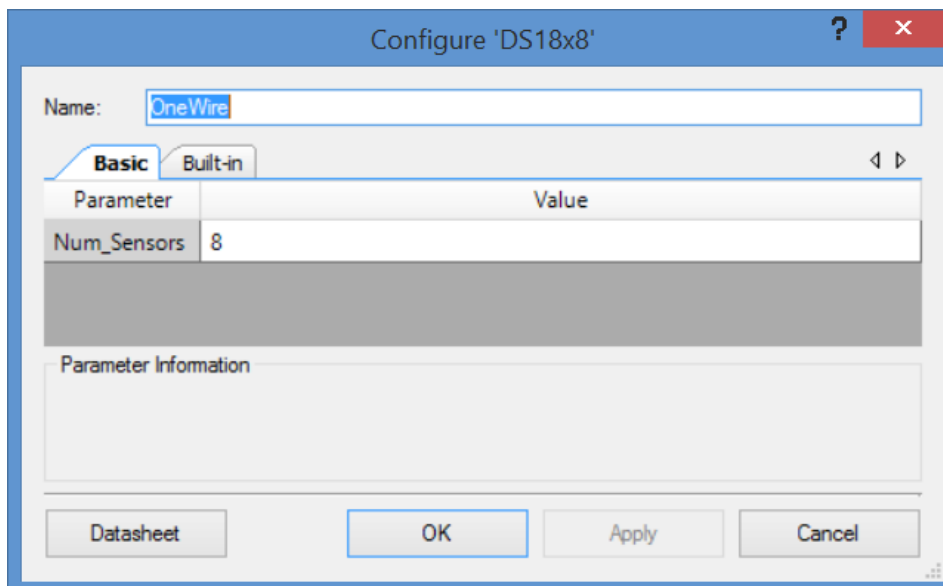 Configure 'DS18x8'
?
x
Name: OneWire
Basic Built-in
Parameter Value
Num_Sensors 8
Parameter Information
Datasheet OK Apply Cancel